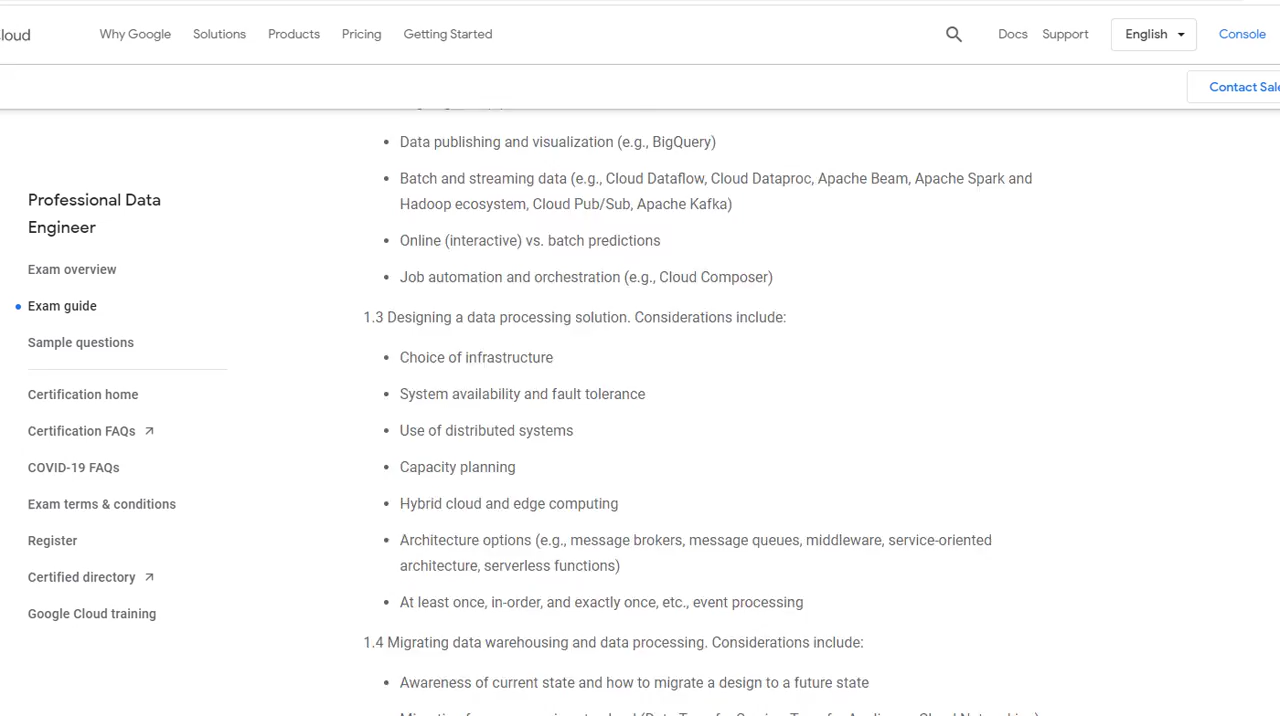 loud
Why Google
Solutions
Products
Pricing
Getting Started
Docs
Support
English
Console
Contact Sale
Professional Data
Engineer
Exam overview
Exam guide
Sample questions
Certification home
Certification FAQs
COVID-19 FAQs
Exam terms & conditions
Register
Certified directory
Google Cloud training
• Data publishing and visualization (e.g., BigQuery)
• Batch and streaming data (e.g., Cloud Dataflow, Cloud Dataproc, Apache Beam, Apache Spark and
Hadoop ecosystem, Cloud Pub/Sub, Apache Kafka)
• Online (interactive) vs. batch predictions
• Job automation and orchestration (e.g., Cloud Composer)
1.3 Designing a data processing solution. Considerations include:
• Choice of infrastructure
• System availability and fault tolerance
• Use of distributed systems
• Capacity planning
• Hybrid cloud and edge computing
• Architecture options (e.g., message brokers, message queues, middleware, service-oriented
architecture, serverless functions)
• At least once, in-order, and exactly once, etc., event processing
1.4 Migrating data warehousing and data processing. Considerations include:
• Awareness of current state and how to migrate a design to a future state